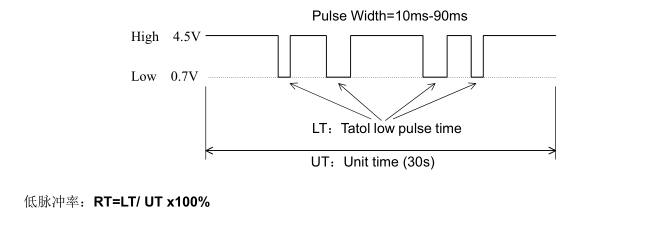 Pulse Width=10ms-90ms
High 4.5V
Low 0.7V
LT：Tatol low pulse time
UT：Unit time (30s)
低脉冲率：RT=LT/ UT x100%